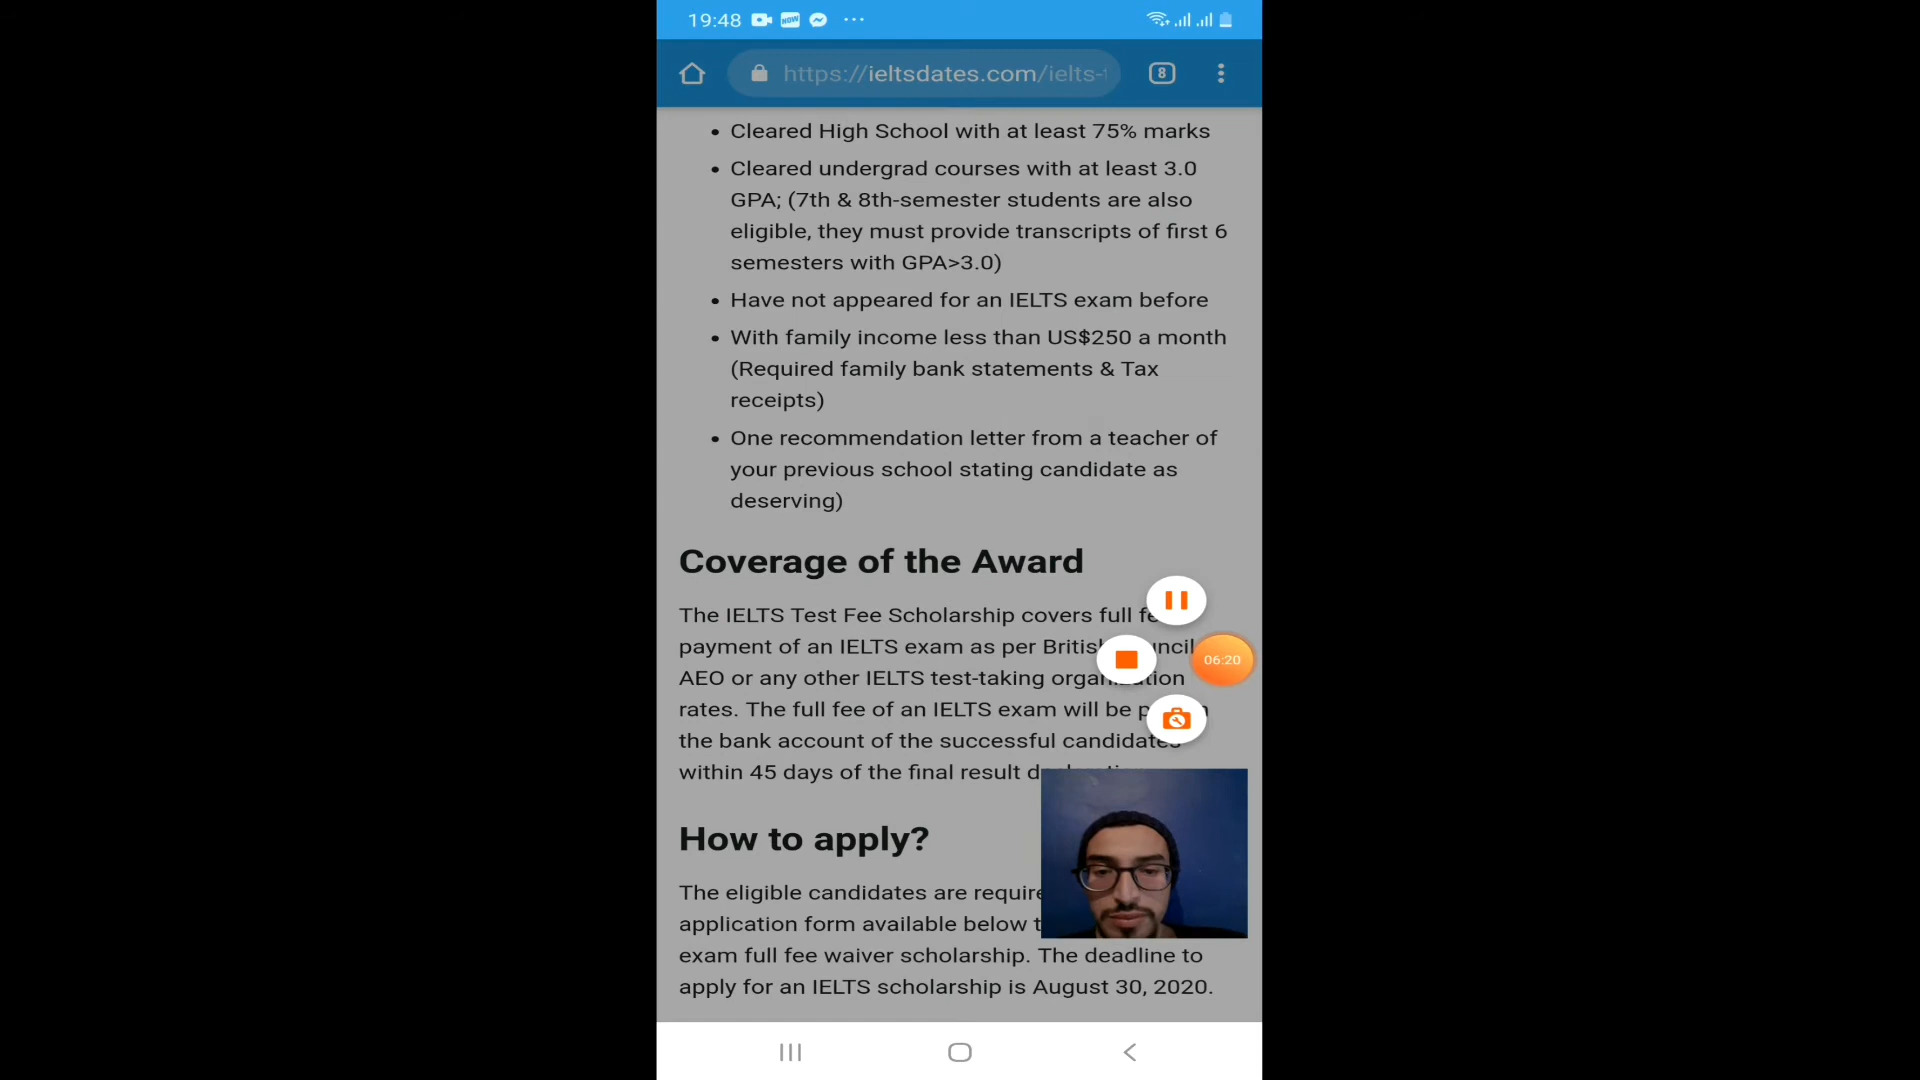 19:48 NOW ...
https://ieltsdates.com/ielts- 8
• Cleared High School with at least 75% marks
• Cleared undergrad courses with at least 3.0
GPA; (7th & 8th-semester students are also
eligible, they must provide transcripts of first 6
semesters with GPA>3.0)
• Have not appeared for an IELTS exam before
• With family income less than US$250 a month
(Required family bank statements & Tax
receipts)
• One recommendation letter from a teacher of
your previous school stating candidate as
deserving)
Coverage of the Award
The IELTS Test Fee Scholarship covers full
payment of an IELTS exam as per
06:20
AEO or any other IELTS test-taking
rates. The full fee of an IELTS exam will be
the bank account of the successful candidates
within 45 days of the final result
How to apply?
The eligible candidates are
application form available below
exam full fee waiver scholarship. The deadline to
apply for an IELTS scholarship is August 30, 2020.